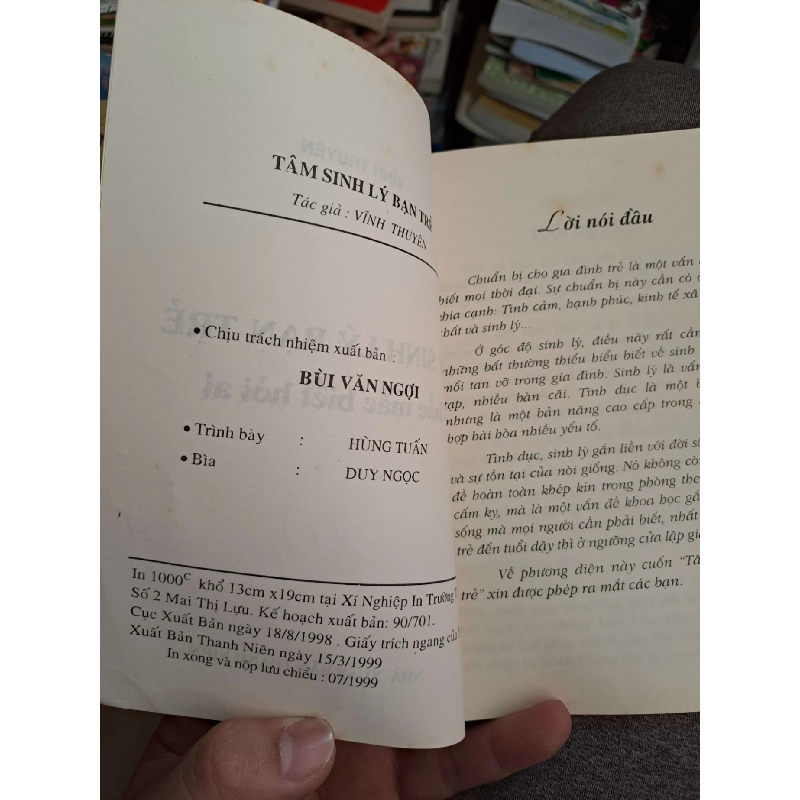 TÂM SINH LÝ BẠN TRẺ
Tác giả : VĨNH THUYÊN
• Chịu trách nhiệm xuất bản :
BÙI VĂN NGỢI
• Trình bày : HÙNG TUẤN
• Bìa : DUY NGỌC
In 1000C khổ 13cm x19cm tại Xí Nghiệp In Trường
Số 2 Mai Thị Lựu. Kế hoạch xuất bản: 90/701.
Cục Xuất Bản ngày 18/8/1998 . Giấy trích ngang của
Xuất Bản Thanh Niên ngày 15/3/1999
In xong và nộp lưu chiểu : 07/1999
Lời nói đầu
Chuẩn bị cho gia đình trẻ là một vấn
biết mọi thời đại. Sự chuẩn bị này cần có
khía cạnh: Tình cảm, hạnh phúc, kinh tế xã
chất và sinh lý...
Ở góc độ sinh lý, điều này rất cần
những bất thường thiếu hiểu biết về sinh
mối tan vỡ trong gia đình. Sinh lý là vấn
tạp, nhiều bàn cãi. Tình dục là một
nhưng là một bản năng cao cấp trong
hợp hài hòa nhiều yếu tố.
Tình dục, sinh lý gắn liền với đời
và sự tồn tại của nòi giống. Nó không còn
đề hoàn toàn khép kín trong phòng the
cấm kỵ, mà là một vấn đề khoa học
sống mà mọi người cần phải biết, nhất
trẻ đến tuổi dậy thì ở ngưỡng cửa lập
Về phương diện này cuốn "Tâ
trẻ" xin được phép ra mắt các bạn.